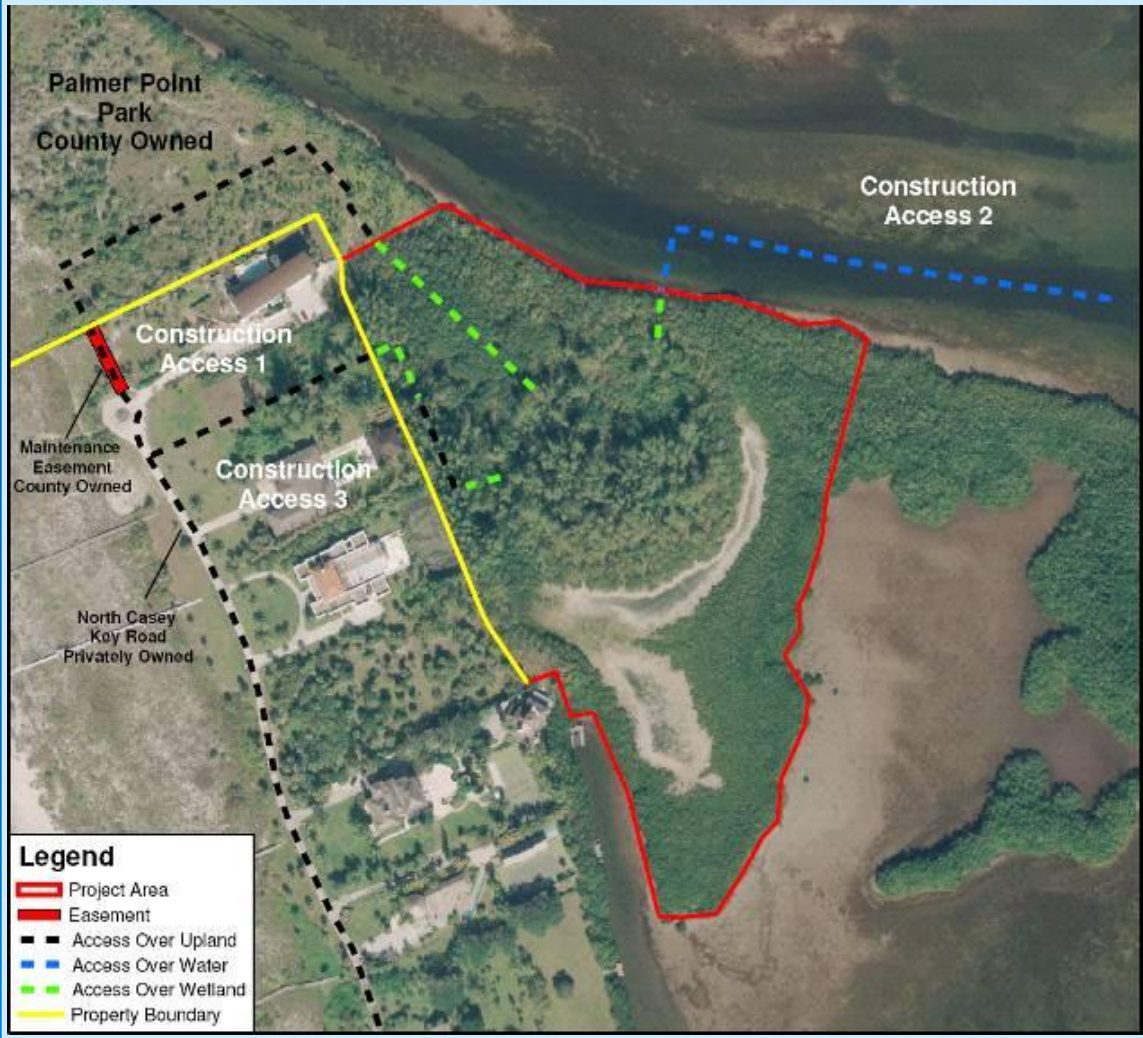 Palmer Point
Park
County Owned
Construction
Access 2
Construction
Access 1
Maintenance
Easement
County Owned
Construction
Access 3
North Casey
Key Road
Privately Owned
Legend
Project Area
Easement
Access Over Upland
Access Over Water
Access Over Wetland
Property Boundary